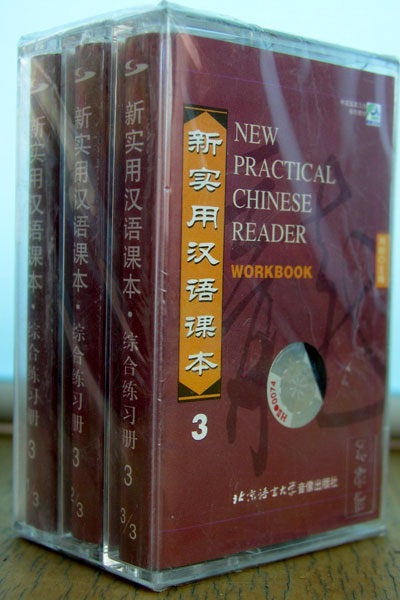 新实用汉语课本·综合练习册 3 1/3
新实用汉语课本·综合练习册 3 2/3
新实用汉语课本·综合练习册 3 3/3
新实用汉语课本
3
NEW
PRACTICAL
CHINESE
READER
WORKBOOK
HS00074
北京语言大学音像出版社